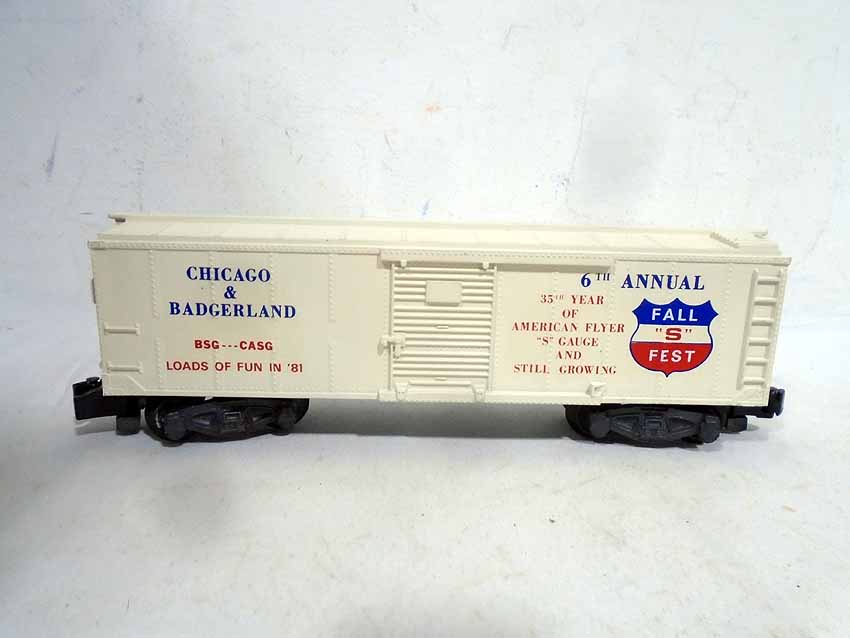 CHICAGO
&
BADGERLAND
BSG---CASG
LOADS OF FUN IN '81
6TH ANNUAL
35TH YEAR
OF
AMERICAN FLYER
"S" GAUGE
AND
STILL GROWING
FALL
"S"
FEST